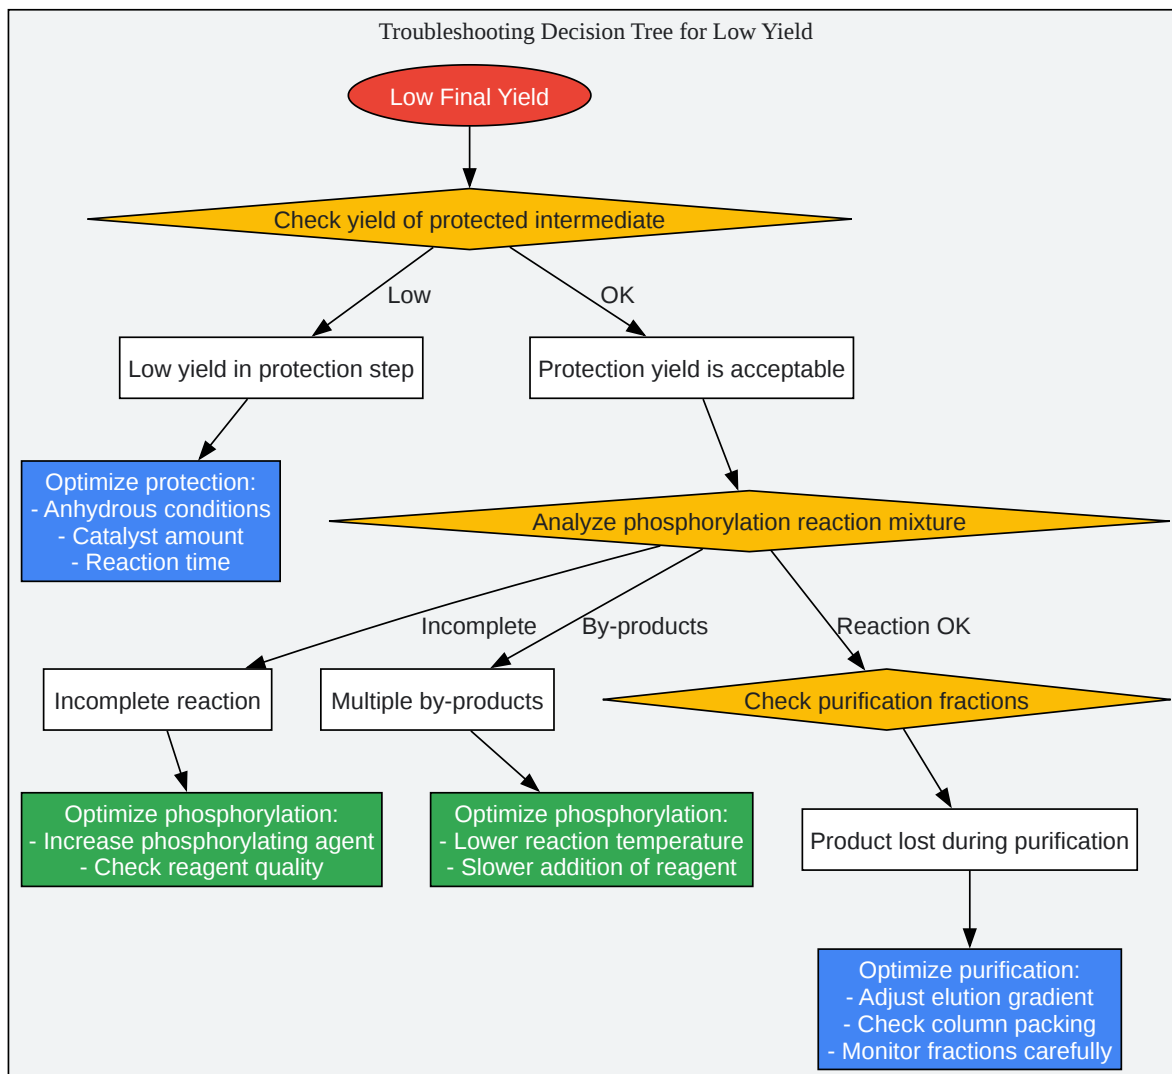 Troubleshooting Decision Tree for Low Yield
Low Final Yield
Check yield of protected intermediate
Low
OK
Low yield in protection step
Protection yield is acceptable
Optimize protection:
- Anhydrous conditions
- Catalyst amount
- Reaction time
Analyze phosphorylation reaction mixture
Incomplete
By-products
Reaction OK
Incomplete reaction
Multiple by-products
Check purification fractions
Optimize phosphorylation:
- Increase phosphorylating agent
- Check reagent quality
Optimize phosphorylation:
- Lower reaction temperature
- Slower addition of reagent
Product lost during purification
Optimize purification:
- Adjust elution gradient
- Check column packing
- Monitor fractions carefully